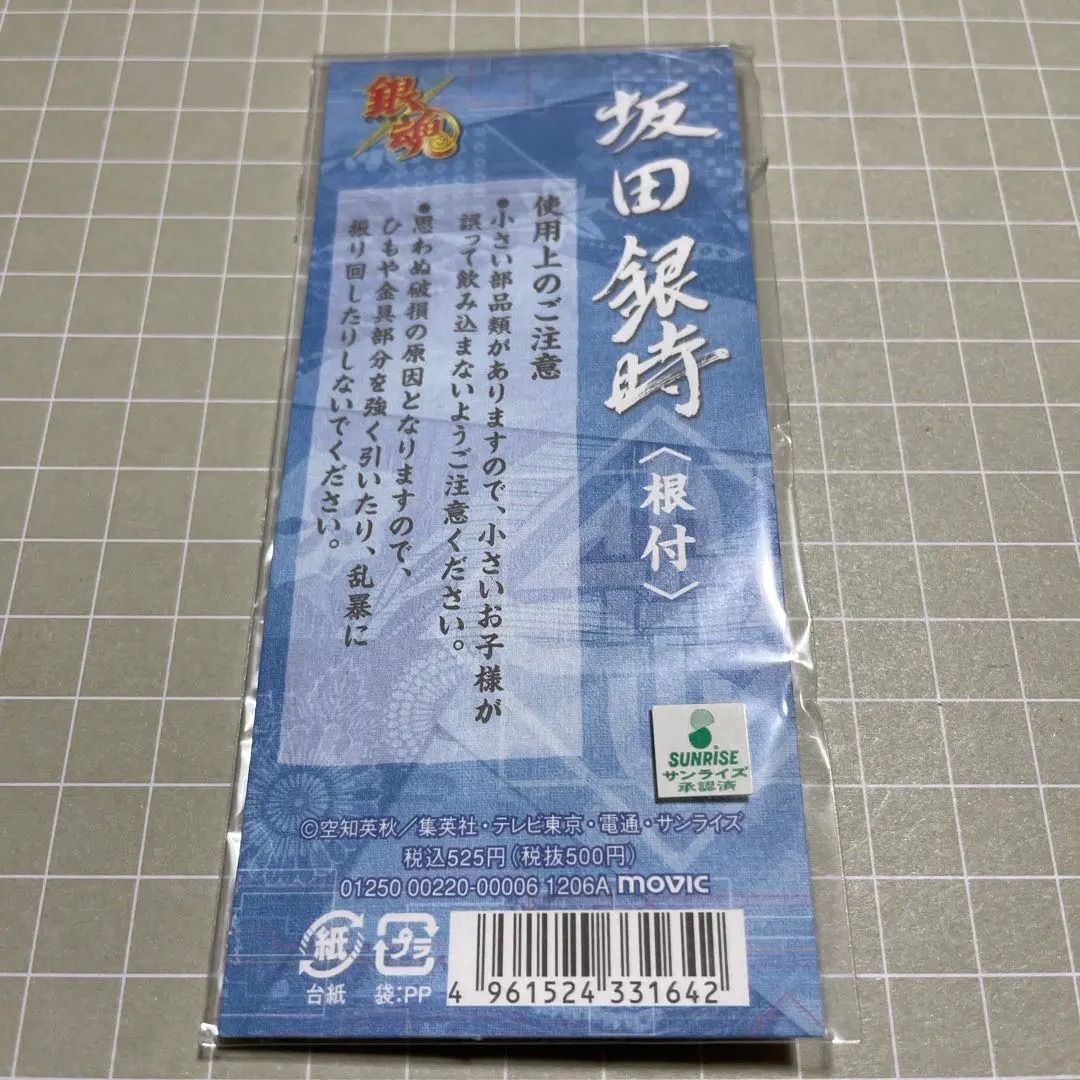 銀魂
坂田銀時
〈根付〉
使用上のご注意
●小さい部品類がありますので、小さいお子様が
誤って飲み込まないようご注意ください。
●思わぬ破損の原因となりますので、
ひもや金具部分を強く引いたり、乱暴に
振り回したりしないでください。
SUNRiSE
サンライズ
承認済
©空知英秋／集英社・テレビ東京・電通・サンライズ
税込525円（税抜500円）
01250 00220-00006 1206A movic
紙 プラ
台紙 袋:PP
4 961524 331642